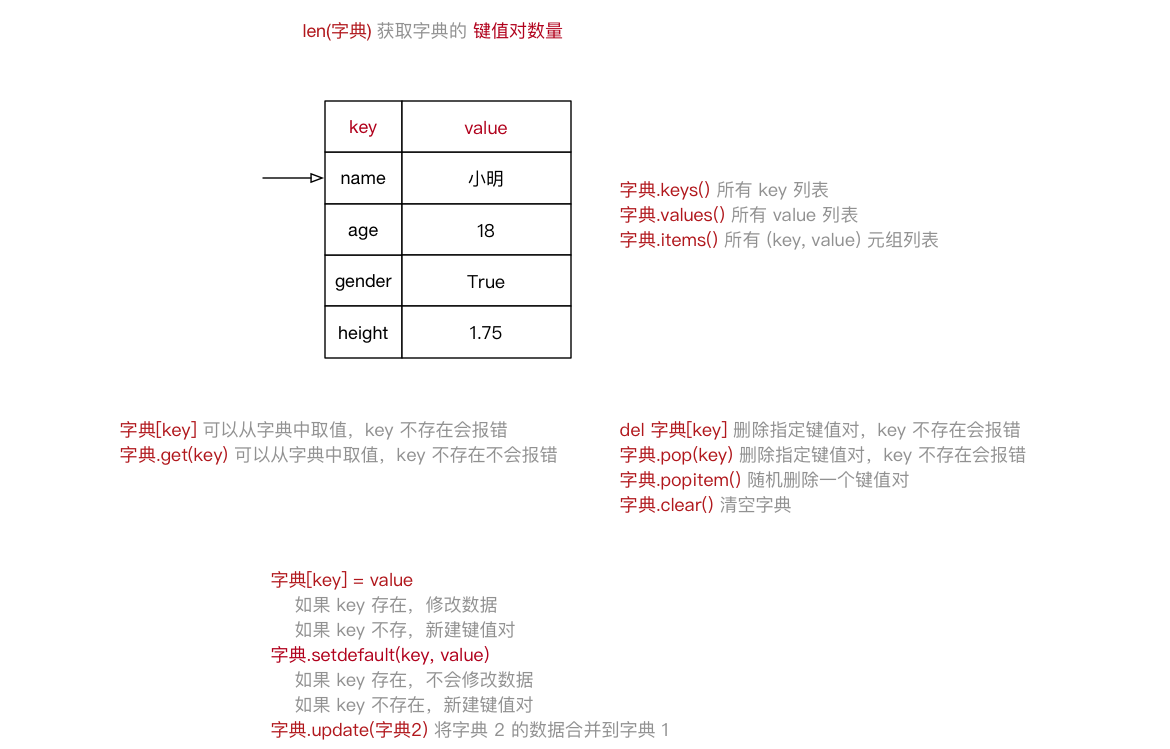 len(字典) 获取字典的 键值对数量
key value
name 小明
age 18
gender True
height 1.75
字典.keys() 所有 key 列表
字典.values() 所有 value 列表
字典.items() 所有 (key, value) 元组列表
字典[key] 可以从字典中取值，key 不存在会报错
字典.get(key) 可以从字典中取值，key 不存在不会报错
del 字典[key] 删除指定键值对，key 不存在会报错
字典.pop(key) 删除指定键值对，key 不存在会报错
字典.popitem() 随机删除一个键值对
字典.clear() 清空字典
字典[key] = value
如果 key 存在，修改数据
如果 key 不存，新建键值对
字典.setdefault(key, value)
如果 key 存在，不会修改数据
如果 key 不存在，新建键值对
字典.update(字典2) 将字典 2 的数据合并到字典 1